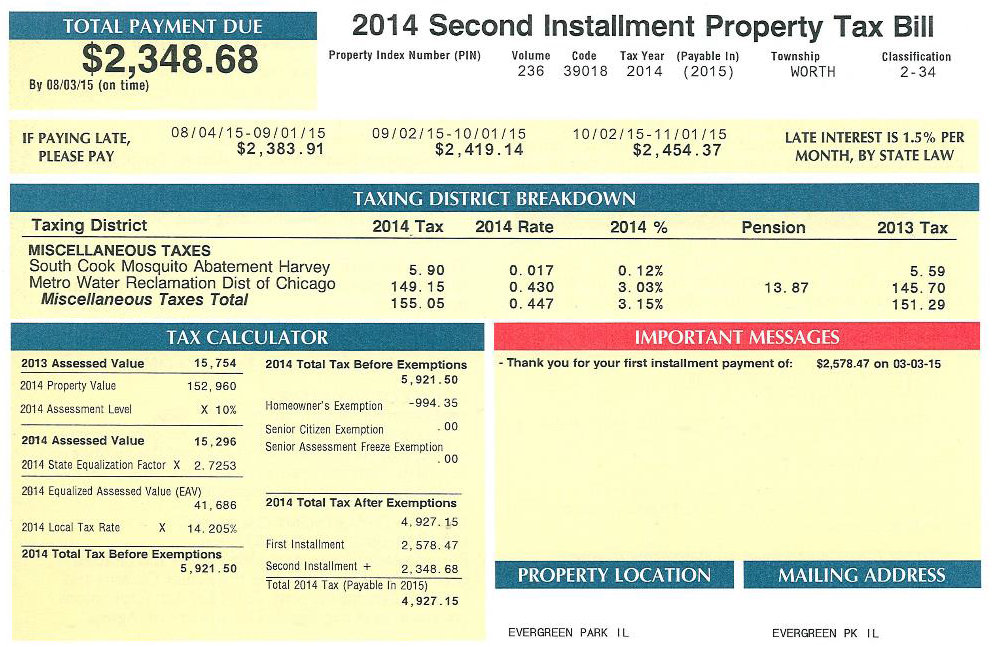 TOTAL PAYMENT DUE
$2,348.68
By 08/03/15 (on time)
2014 Second Installment Property Tax Bill
Property Index Number (PIN) Volume Code Tax Year (Payable In) Township Classification
236 39018 2014 (2015) WORTH 2-34
IF PAYING LATE, PLEASE PAY
08/04/15-09/01/15 09/02/15-10/01/15 10/02/15-11/01/15
$2,383.91 $2,419.14 $2,454.37
LATE INTEREST IS 1.5% PER
MONTH, BY STATE LAW
TAXING DISTRICT BREAKDOWN
Taxing District 2014 Tax 2014 Rate 2014 % Pension 2013 Tax
MISCELLANEOUS TAXES
South Cook Mosquito Abatement Harvey 5.90 0.017 0.12% 5.59
Metro Water Reclamation Dist of Chicago 149.15 0.430 3.03% 13.87 145.70
Miscellaneous Taxes Total 155.05 0.447 3.15% 151.29
TAX CALCULATOR
2013 Assessed Value 15,754
2014 Property Value 152,960
2014 Assessment Level X 10%
2014 Assessed Value 15,296
2014 State Equalization Factor X 2.7253
2014 Equalized Assessed Value (EAV)
41,686
2014 Local Tax Rate X 14.205%
2014 Total Tax Before Exemptions
5,921.50
2014 Total Tax Before Exemptions
5,921.50
Homeowner's Exemption -994.35
Senior Citizen Exemption .00
Senior Assessment Freeze Exemption
.00
2014 Total Tax After Exemptions
4,927.15
First Installment 2,578.47
Second Installment + 2,348.68
Total 2014 Tax (Payable In 2015)
4,927.15
IMPORTANT MESSAGES
- Thank you for your first installment payment of: $2,578.47 on 03-03-15
PROPERTY LOCATION
EVERGREEN PARK IL
MAILING ADDRESS
EVERGREEN PK IL